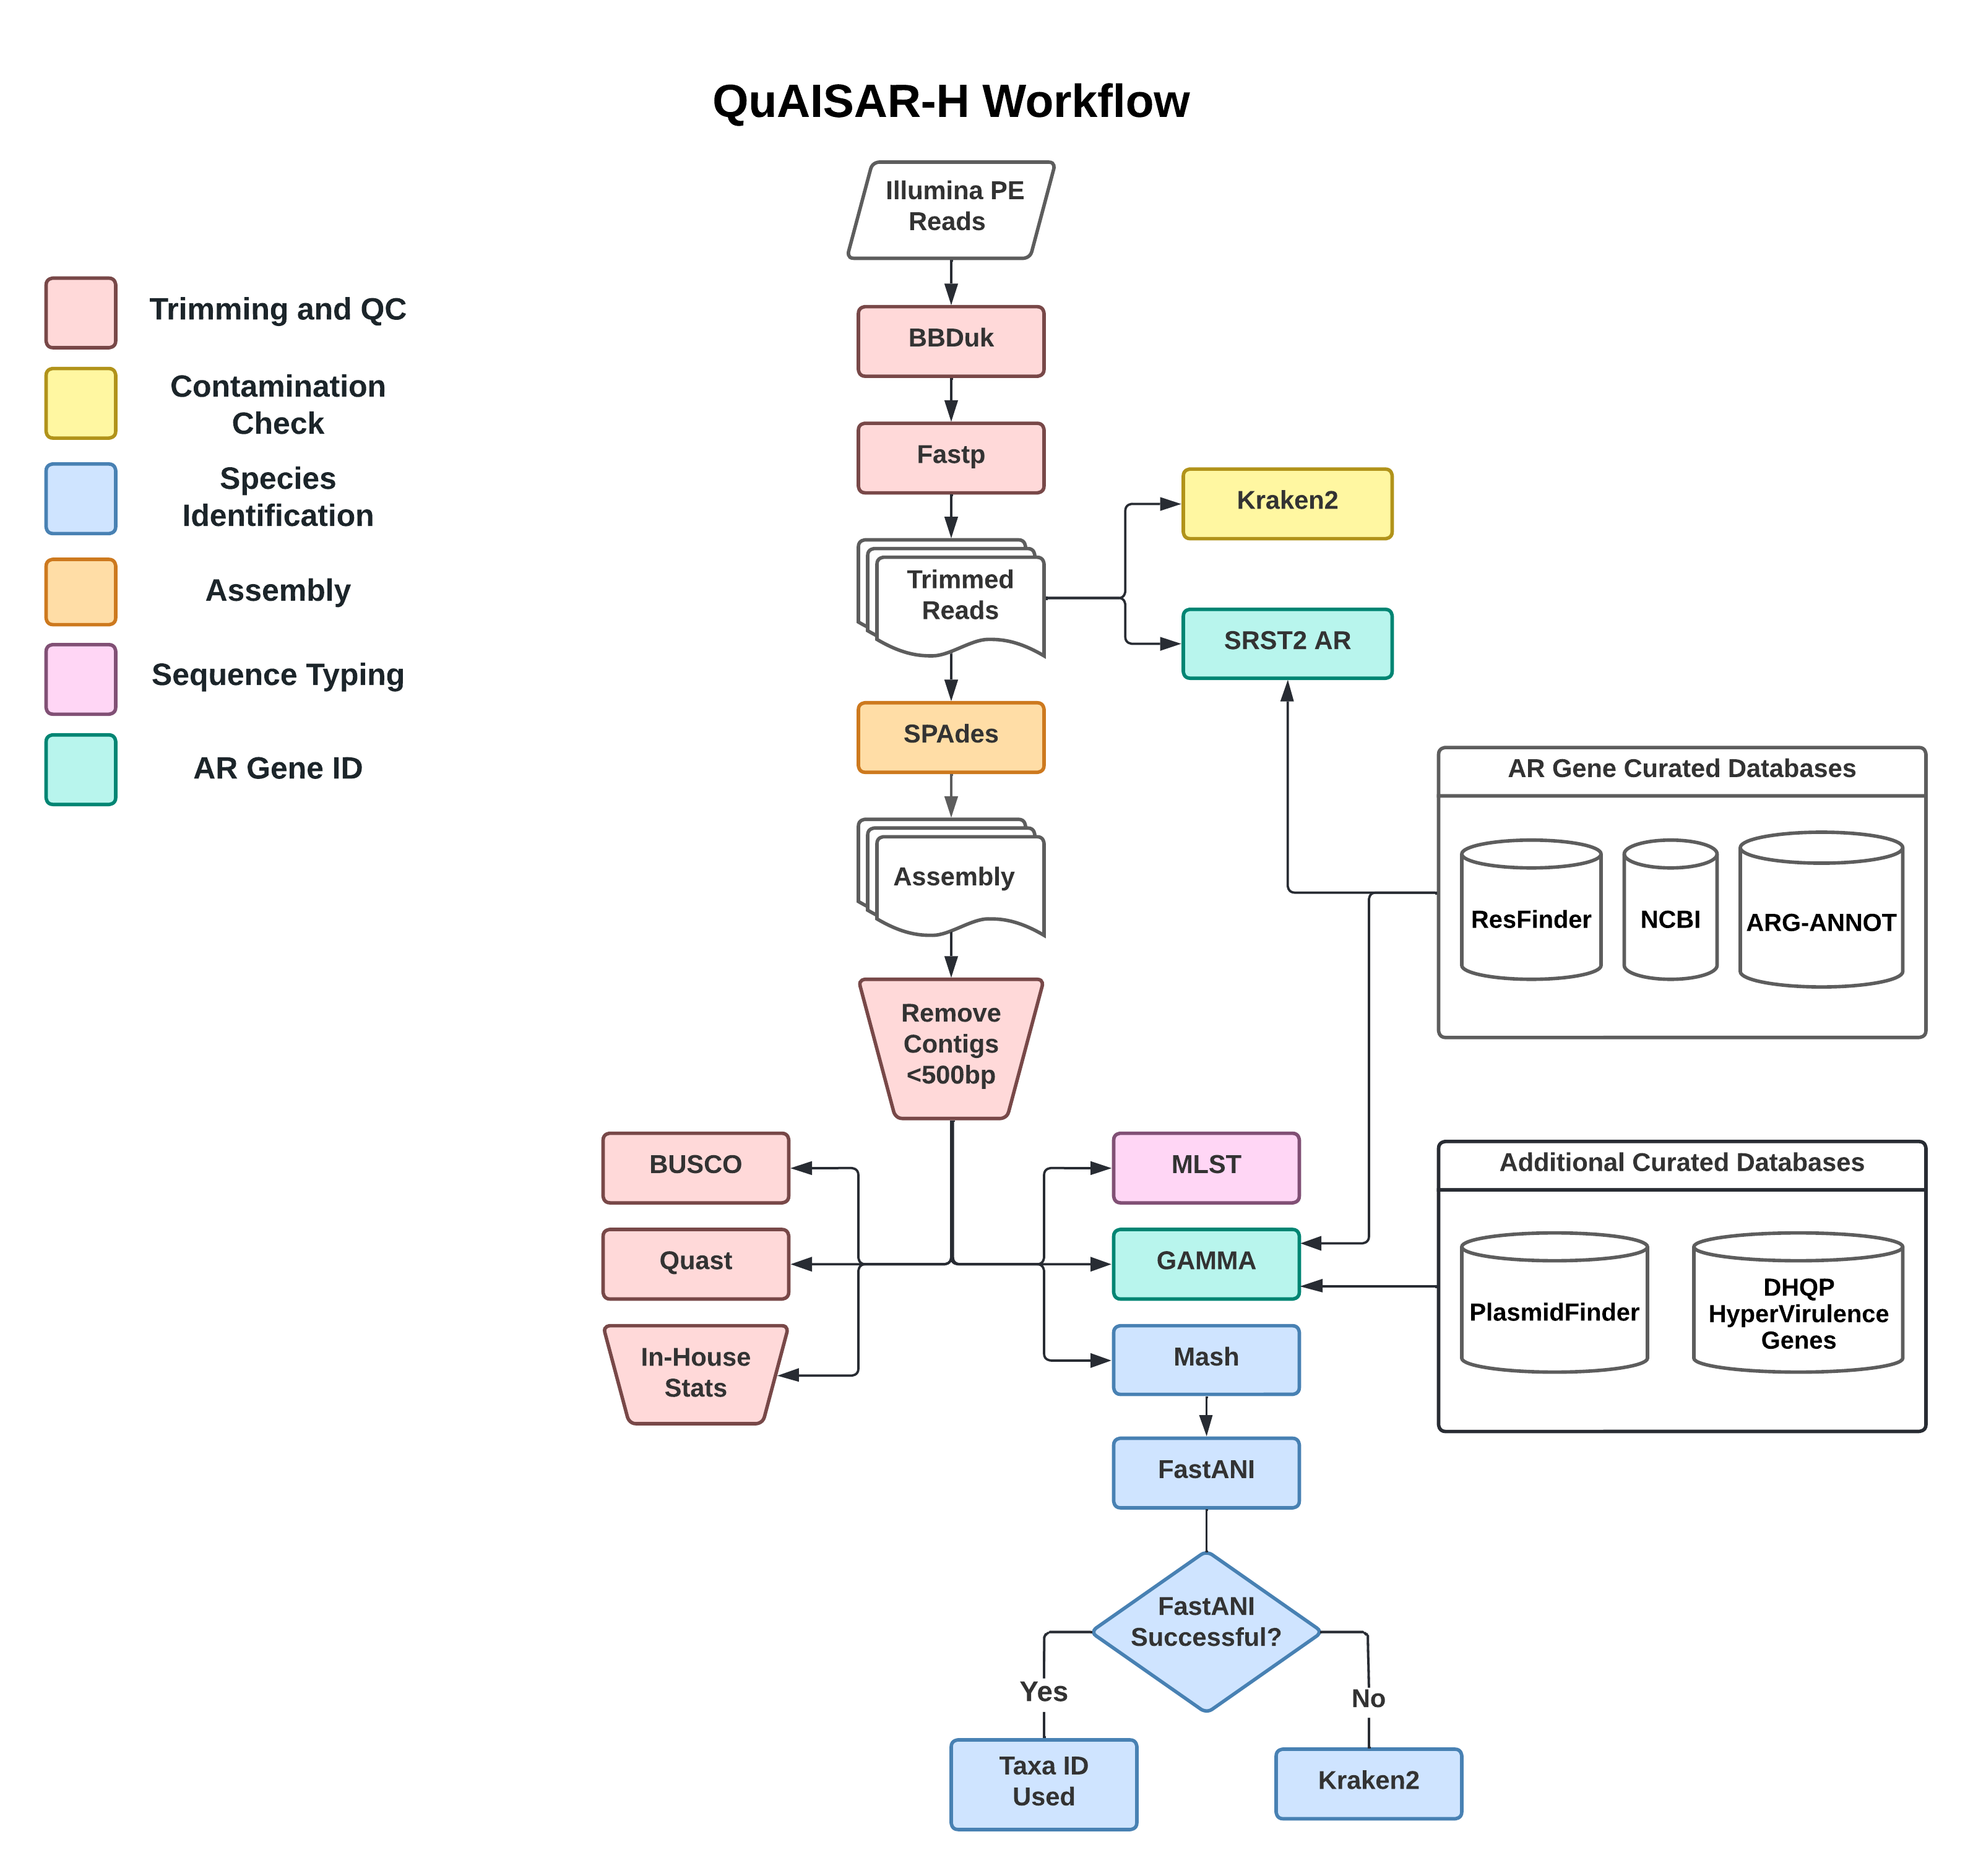 QuAISAR-H Workflow
Illumina PE
Reads
BBDuk
Fastp
Trimmed
Reads
Kraken2
SRST2 AR
SPAdes
Assembly
Remove
Contigs
<500bp
BUSCO
Quast
In-House
Stats
MLST
GAMMA
Mash
FastANI
FastANI
Successful?
Yes
No
Taxa ID
Used
Kraken2
Trimming and QC
Contamination
Check
Species
Identification
Assembly
Sequence Typing
AR Gene ID
AR Gene Curated Databases
ResFinder
NCBI
ARG-ANNOT
Additional Curated Databases
PlasmidFinder
DHQP
HyperVirulence
Genes